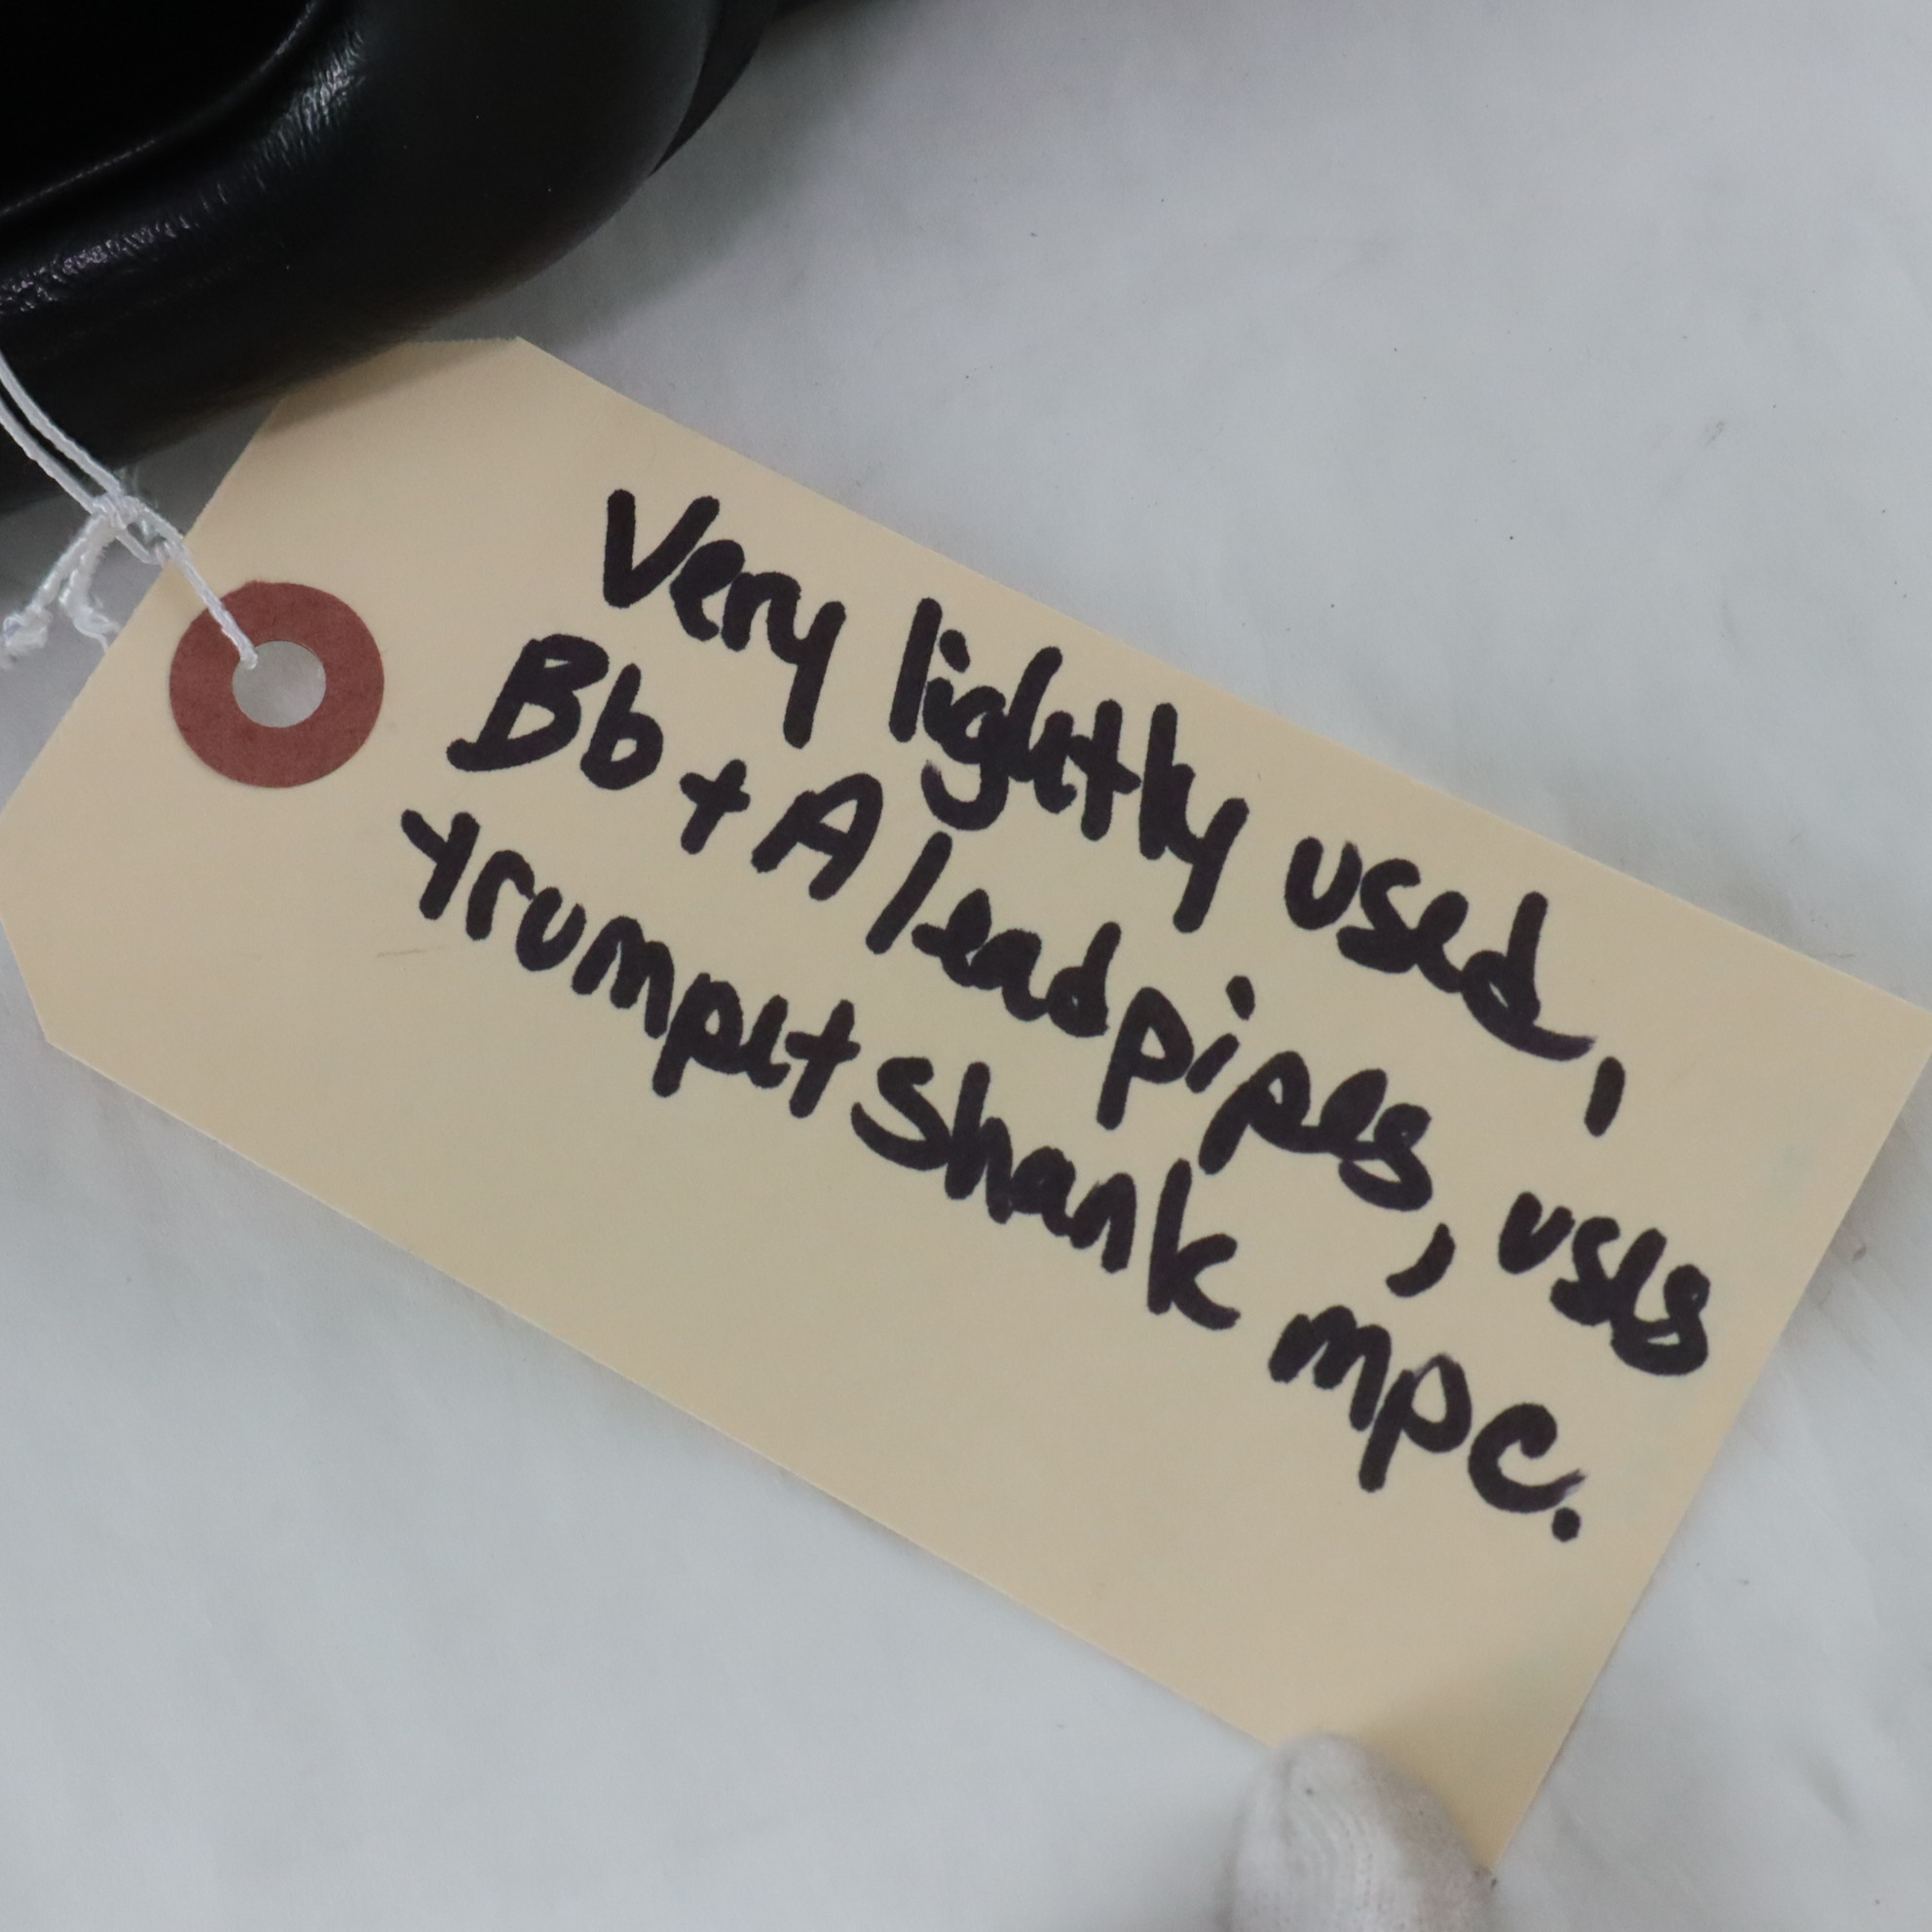 Very lightly used,
Bb + A leadpipes, uses
trumpet shank mpc.